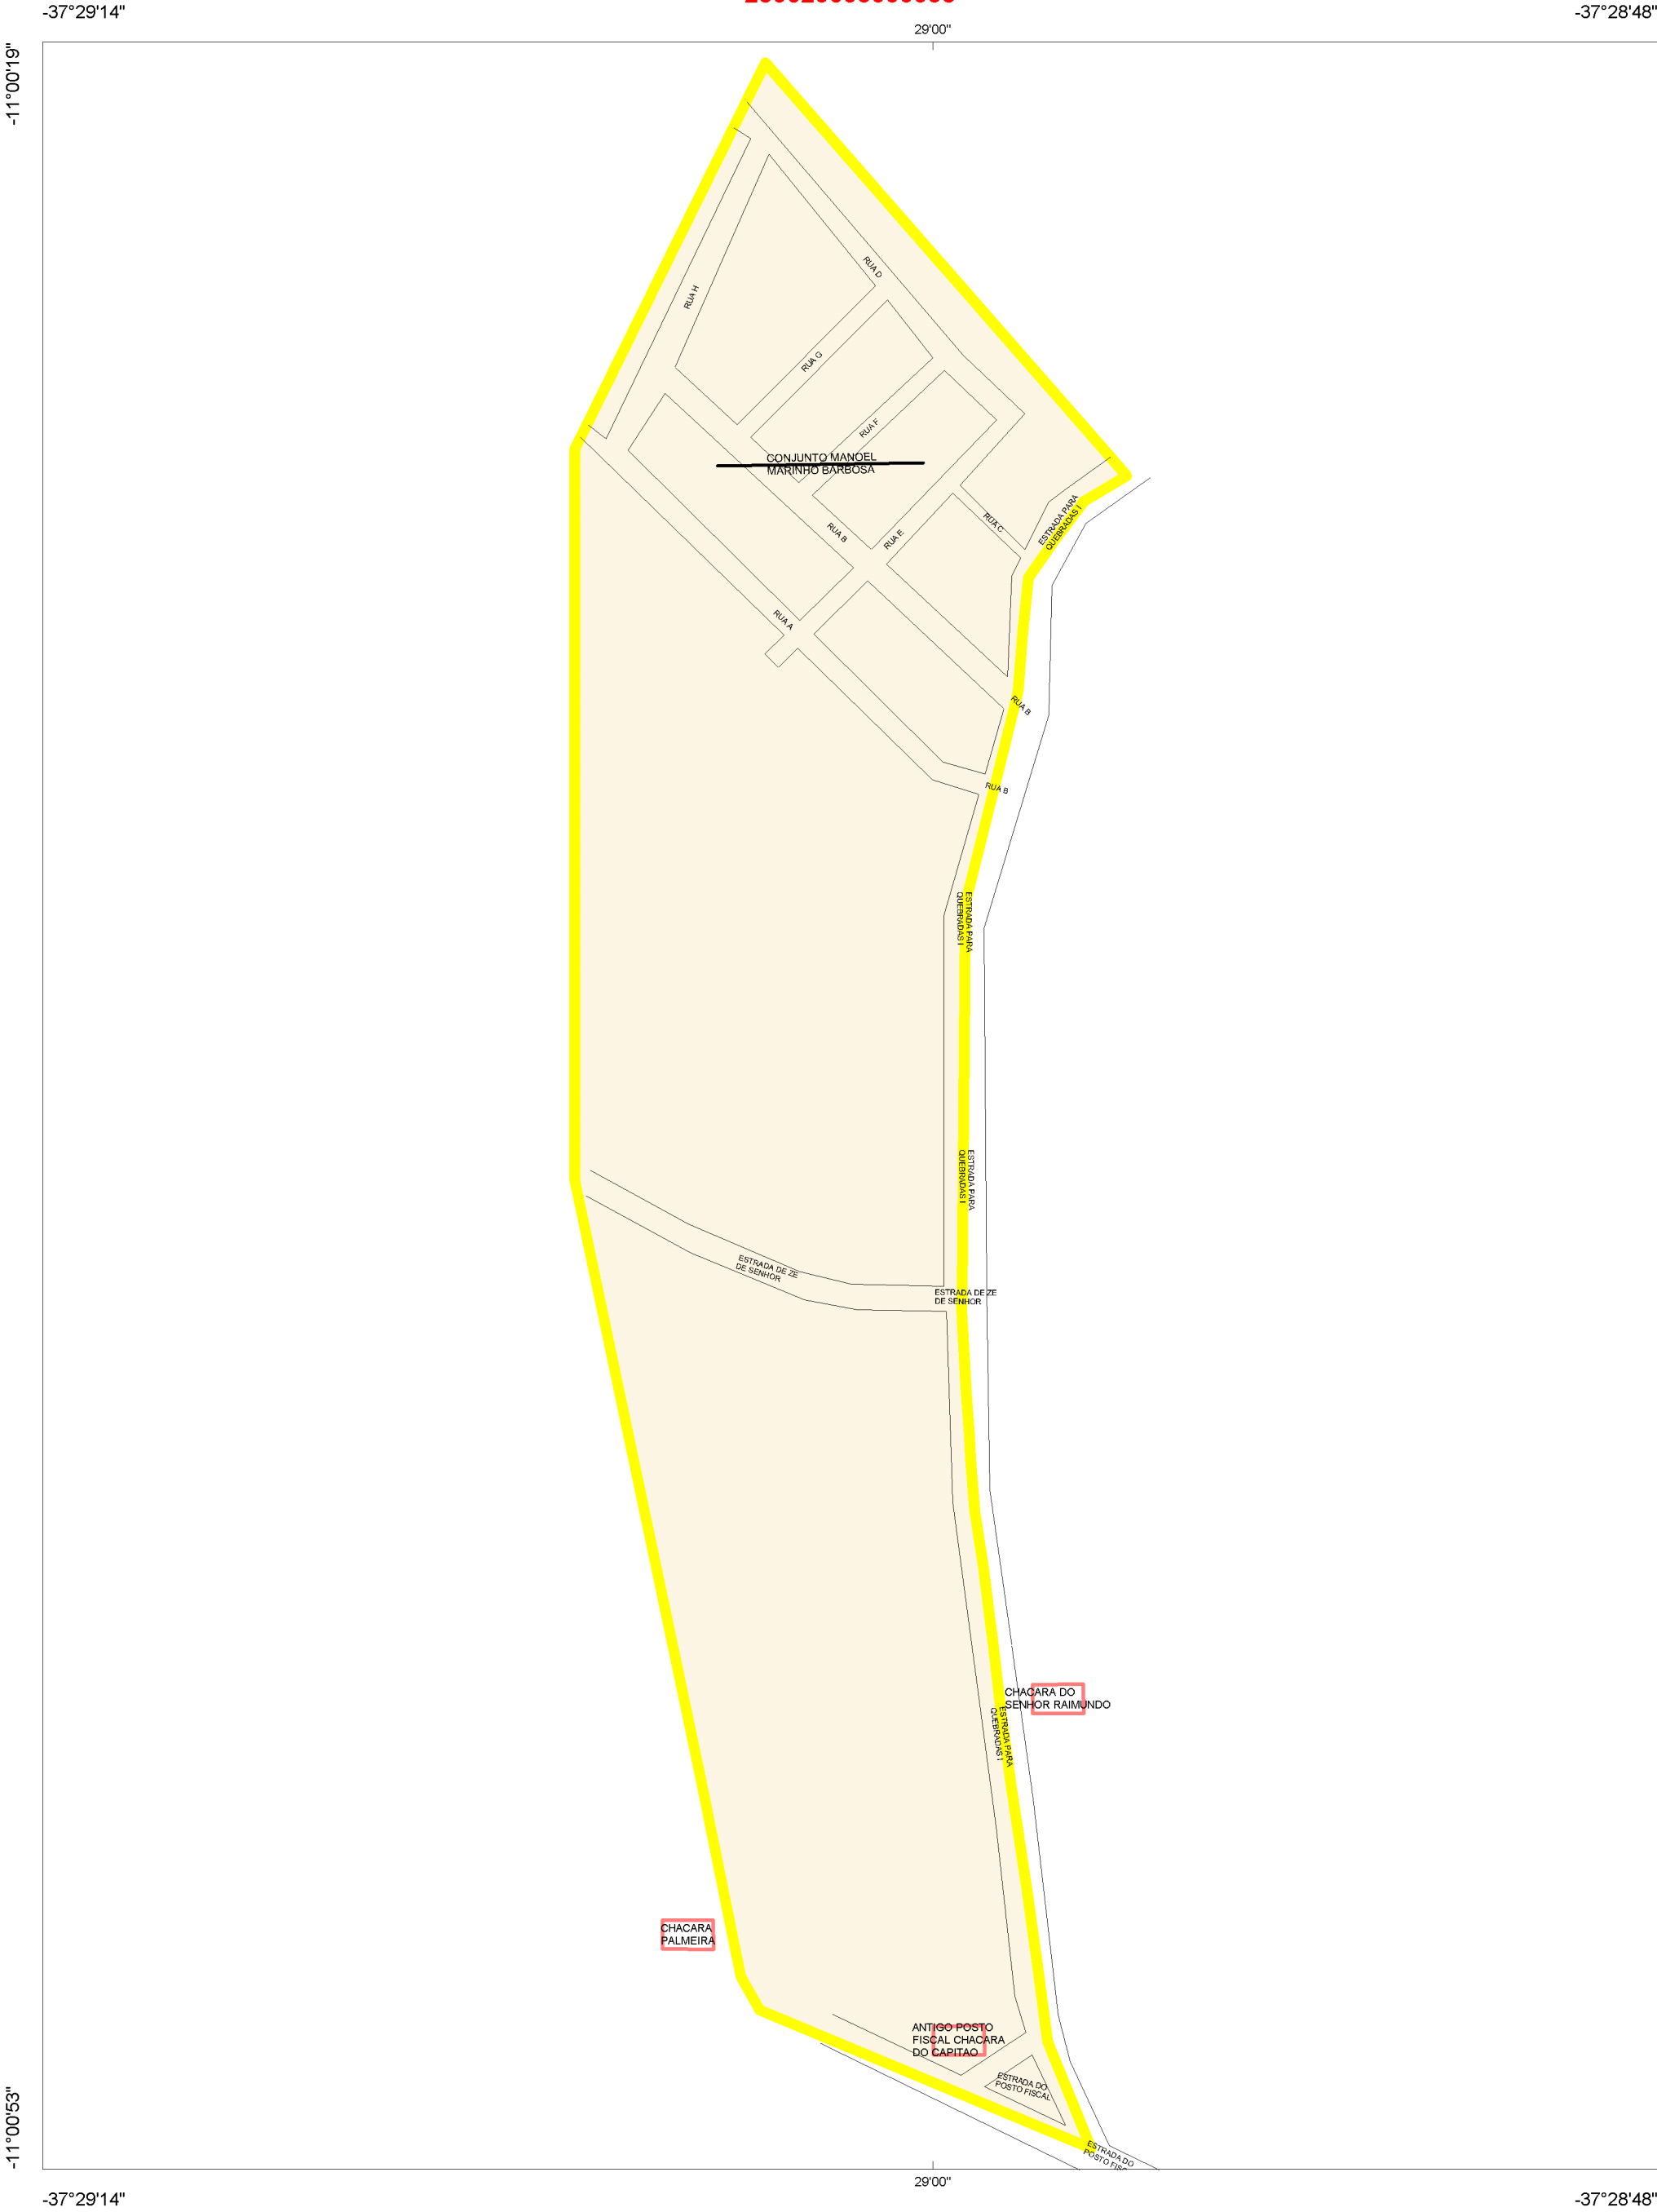 -37°29'14"
-37°28'48"
29'00"
-11°00'19"
RUA D
RUA H
RUA G
RUA F
CONJUNTO MANOEL
MARINHO BARBOSA
ESTRADA PARA
QUEBRADAS I
RUA C
RUA B
RUA E
RUA A
RUA B
RUA B
ESTRADA PARA
QUEBRADAS I
ESTRADA PARA
QUEBRADAS I
ESTRADA DE ZE
DE SENHOR
ESTRADA DE ZE
DE SENHOR
CHACARA DO
SENHOR RAIMUNDO
ESTRADA PARA
QUEBRADAS I
CHACARA
PALMEIRA
ANTIGO POSTO
FISCAL CHACARA
DO CAPITAO
ESTRADA DO
POSTO FISCAL
ESTRADA DO
POSTO
-11°00'53"
29'00"
-37°29'14"
-37°28'48"